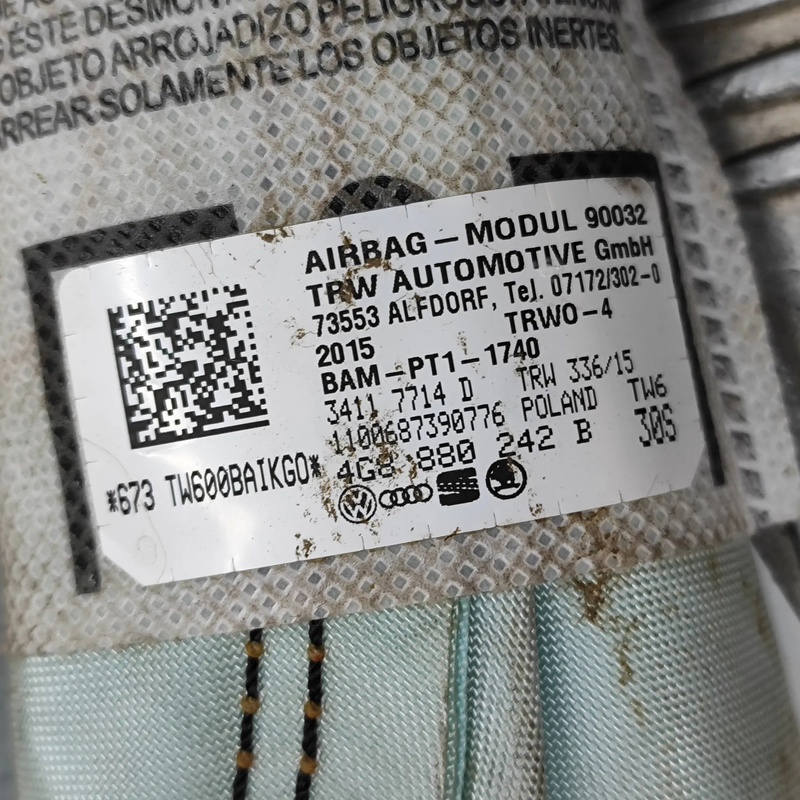 ÉSTE DESMON
OBJETO ARROJADIZO PELIGROSO
ARREAR SOLAMENTE LOS OBJETOS INERTES.
AIRBAG – MODUL 90032
TRW AUTOMOTIVE GmbH
73553 ALFDORF, Tel. 07172/302-0
2015 TRWO-4
BAM-PT1-1740
3411 7714 D TRW 336/15
1100687390776 POLAND TW6
*673 TW600BAIKG0* 4G8 880 242 B 30S